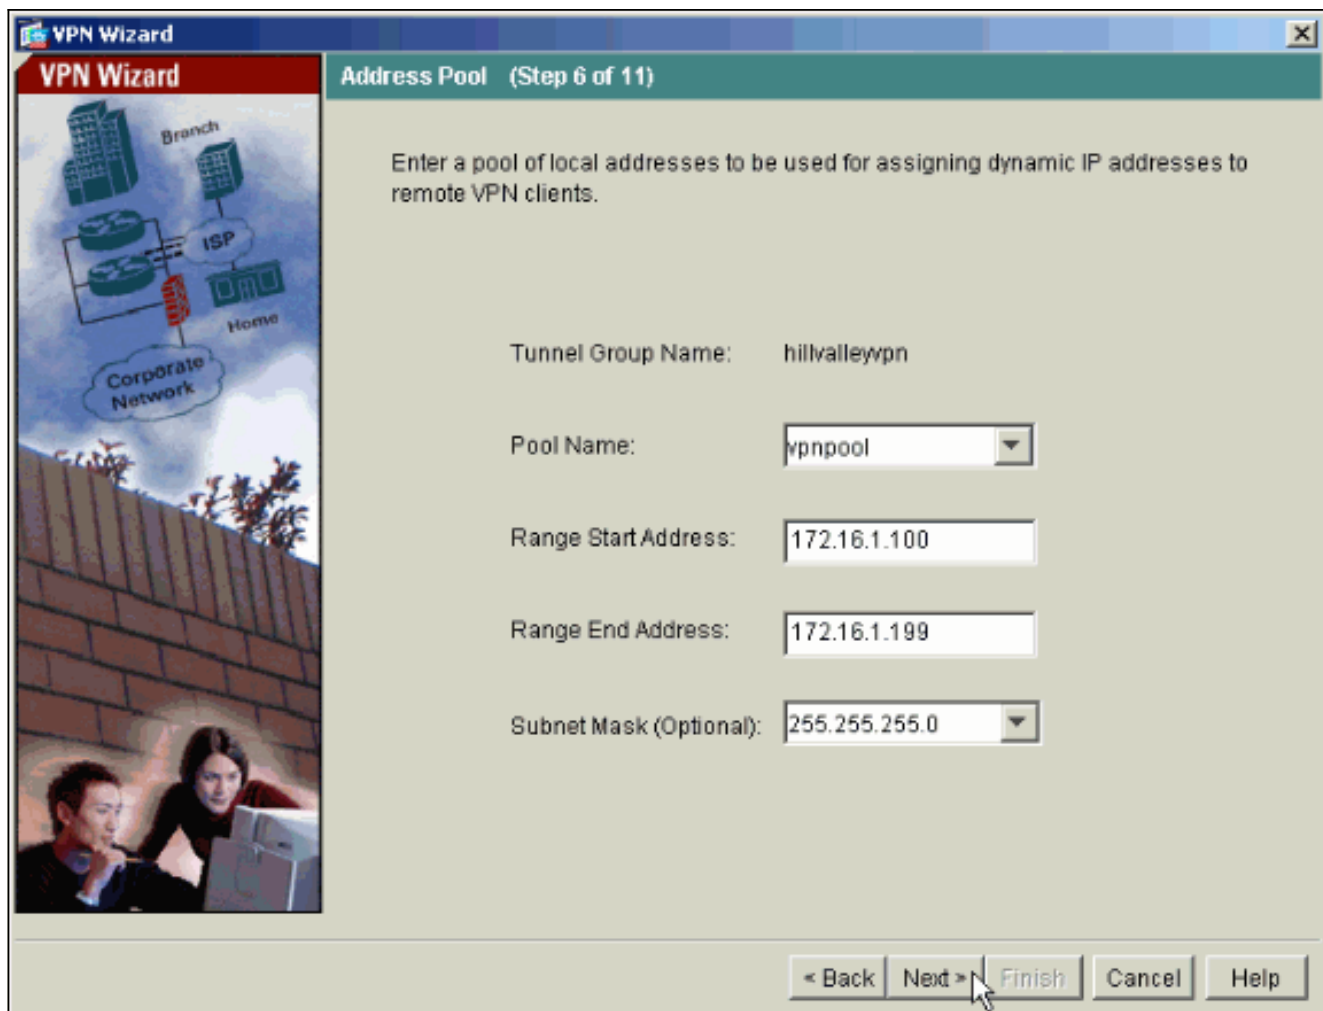 VPN Wizard
VPN Wizard
Address Pool (Step 6 of 11)
Branch
ISP
Home
Corporate
Network
Enter a pool of local addresses to be used for assigning dynamic IP addresses to
remote VPN clients.
Tunnel Group Name: hillvalleyvpn
Pool Name: vpnpool
Range Start Address: 172.16.1.100
Range End Address: 172.16.1.199
Subnet Mask (Optional): 255.255.255.0
< Back Next > Finish Cancel Help